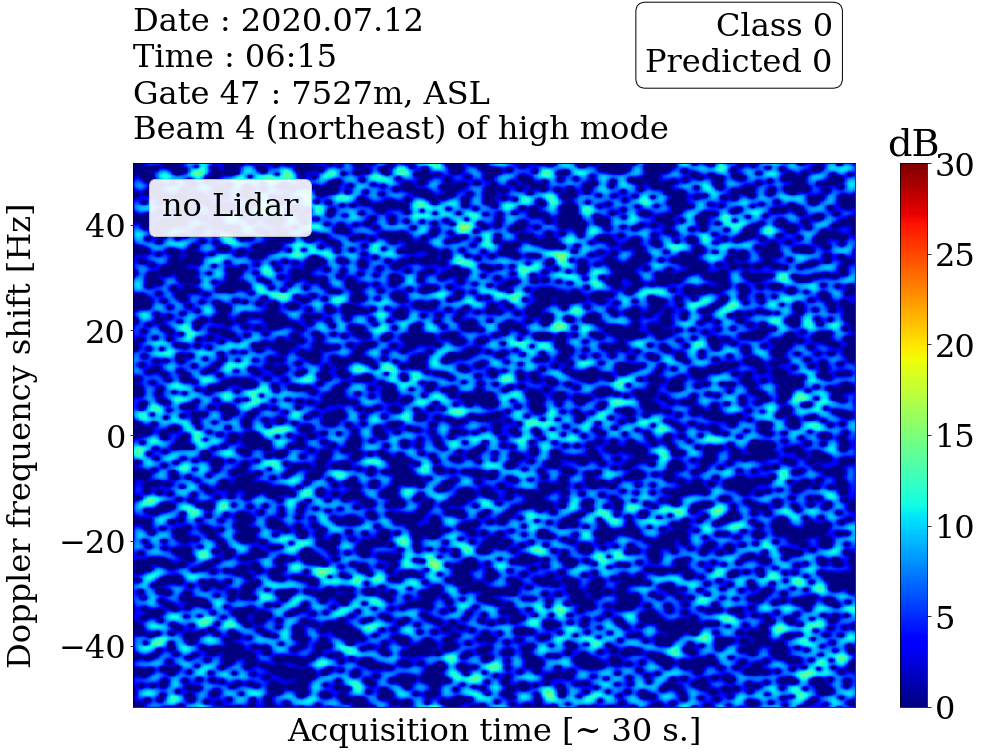 Date : 2020.07.12
Time : 06:15
Gate 47 : 7527m, ASL
Beam 4 (northeast) of high mode
Class 0
Predicted 0
dB
no Lidar
Doppler frequency shift [Hz]
40
20
0
−20
−40
30
25
20
15
10
5
0
Acquisition time [~ 30 s.]